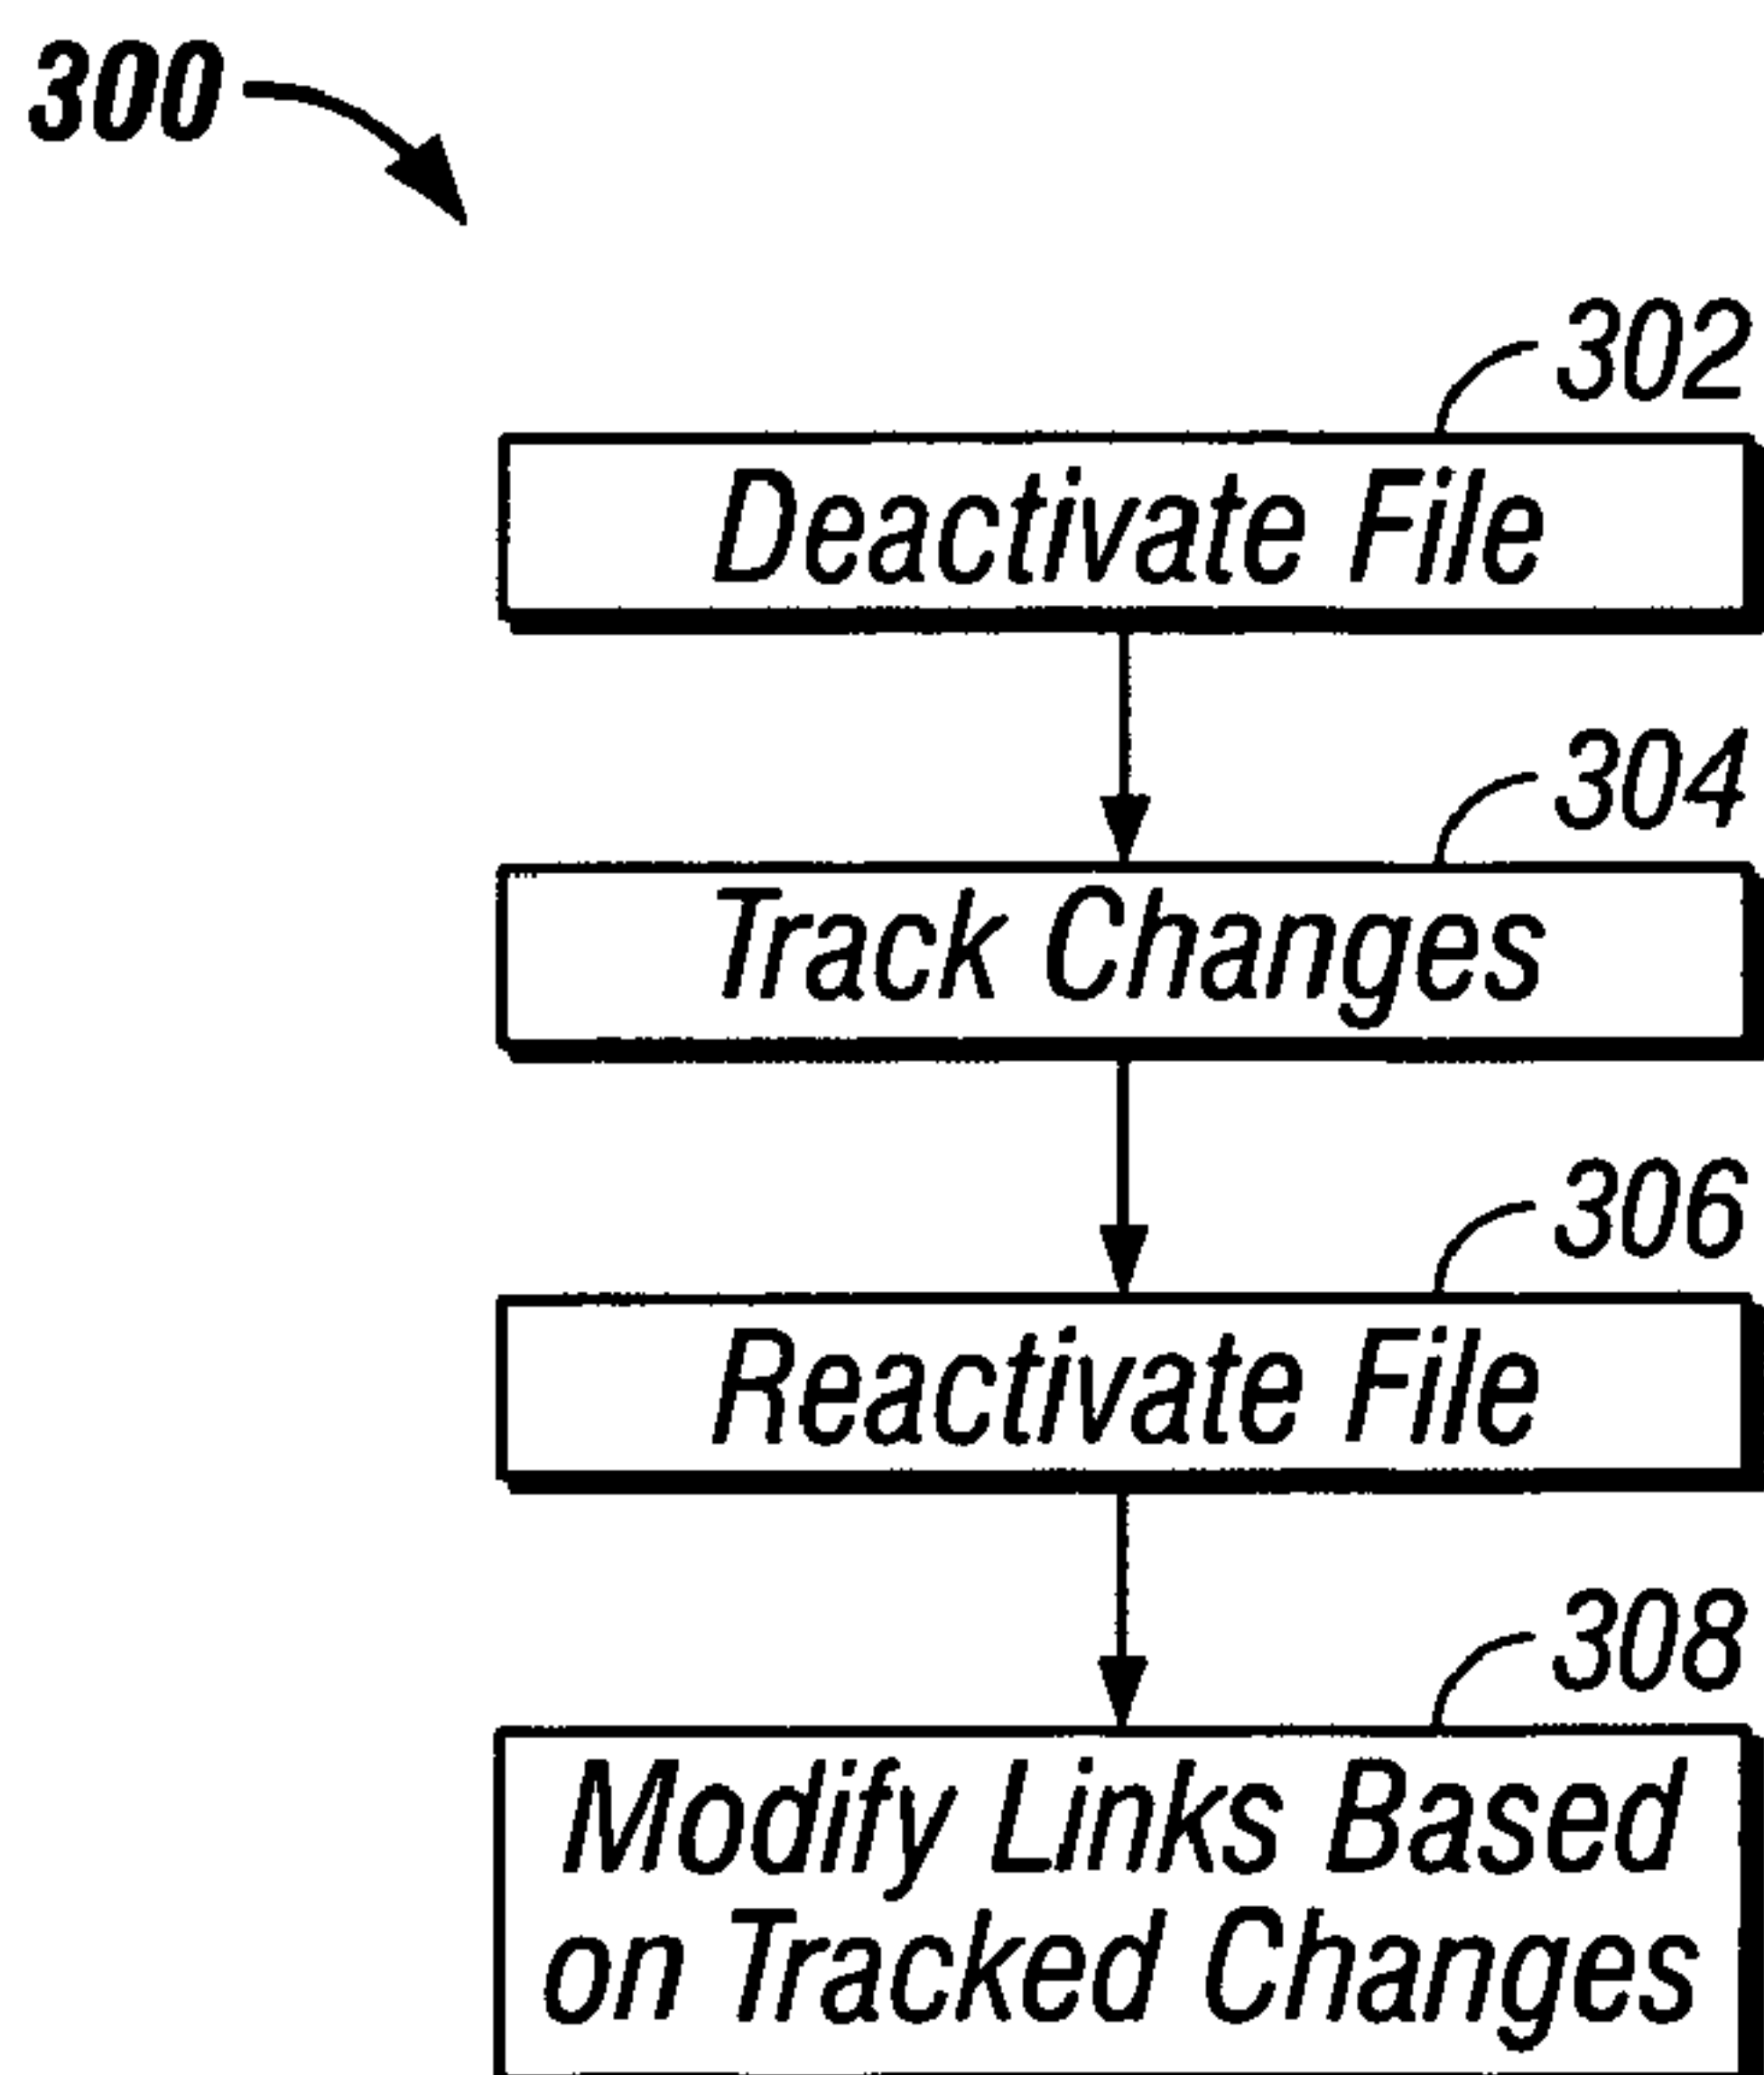 300
302
Deactivate File
304
Track Changes
306
Reactivate File
308
Modify Links Based
on Tracked Changes